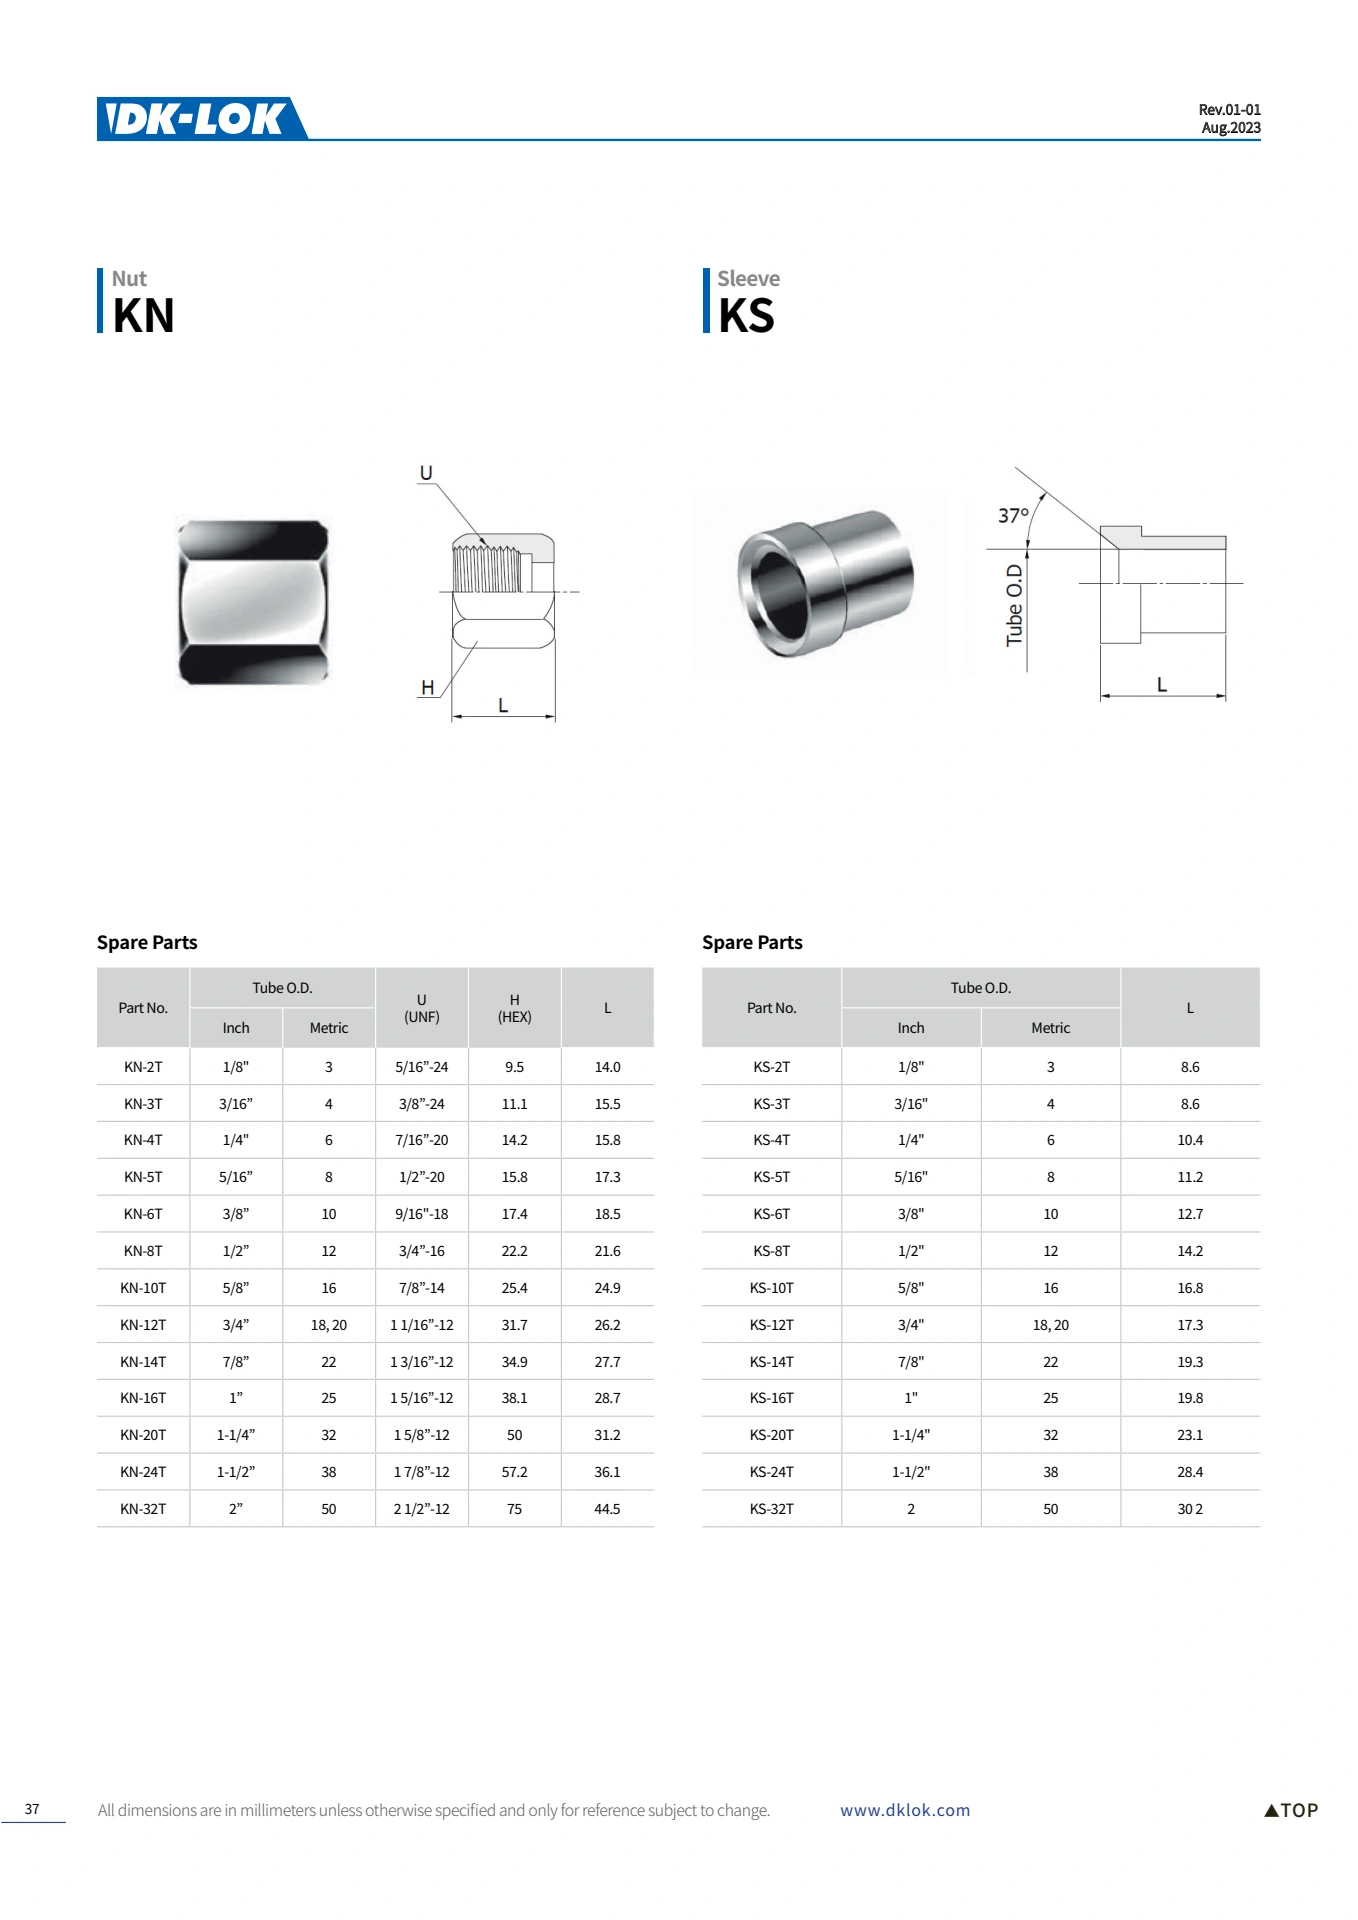 DK-LOK
Rev.01-01
Aug.2023
Nut
KN
Sleeve
KS
U
H
L
37°
Tube O.D
L
Spare Parts
Part No. Tube O.D. U (UNF) H (HEX) L
Inch Metric
KN-2T 1/8" 3 5/16”-24 9.5 14.0
KN-3T 3/16” 4 3/8”-24 11.1 15.5
KN-4T 1/4" 6 7/16”-20 14.2 15.8
KN-5T 5/16” 8 1/2”-20 15.8 17.3
KN-6T 3/8” 10 9/16"-18 17.4 18.5
KN-8T 1/2” 12 3/4”-16 22.2 21.6
KN-10T 5/8” 16 7/8”-14 25.4 24.9
KN-12T 3/4” 18, 20 1 1/16”-12 31.7 26.2
KN-14T 7/8” 22 1 3/16”-12 34.9 27.7
KN-16T 1” 25 1 5/16”-12 38.1 28.7
KN-20T 1-1/4” 32 1 5/8”-12 50 31.2
KN-24T 1-1/2” 38 1 7/8”-12 57.2 36.1
KN-32T 2” 50 2 1/2”-12 75 44.5
Spare Parts
Part No. Tube O.D. L
Inch Metric
KS-2T 1/8" 3 8.6
KS-3T 3/16" 4 8.6
KS-4T 1/4" 6 10.4
KS-5T 5/16" 8 11.2
KS-6T 3/8" 10 12.7
KS-8T 1/2" 12 14.2
KS-10T 5/8" 16 16.8
KS-12T 3/4" 18, 20 17.3
KS-14T 7/8" 22 19.3
KS-16T 1" 25 19.8
KS-20T 1-1/4" 32 23.1
KS-24T 1-1/2" 38 28.4
KS-32T 2 50 30 2
37 All dimensions are in millimeters unless otherwise specified and only for reference subject to change. www.dklok.com ▲TOP